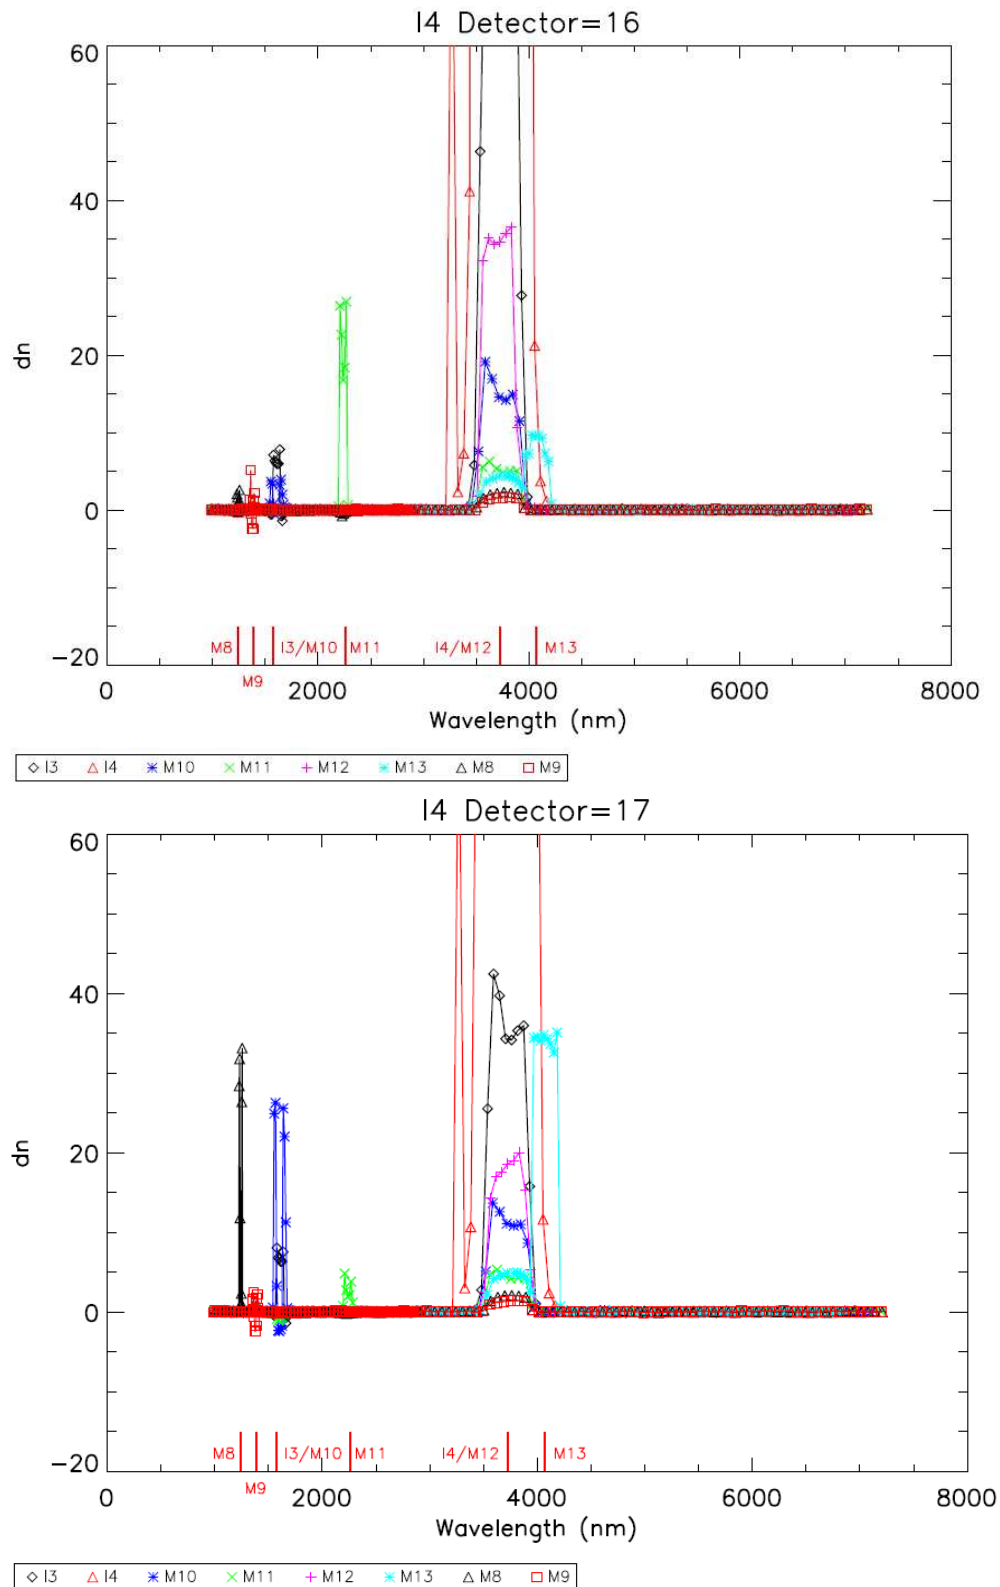 I4 Detector=16
60
40
20
0
-20
dn
M8 I3/M10 M11 I4/M12 M13
M9
0 2000 4000 6000 8000
Wavelength (nm)
I3 I4 M10 M11 M12 M13 M8 M9
I4 Detector=17
60
40
20
0
-20
dn
M8 I3/M10 M11 I4/M12 M13
M9
0 2000 4000 6000 8000
Wavelength (nm)
I3 I4 M10 M11 M12 M13 M8 M9